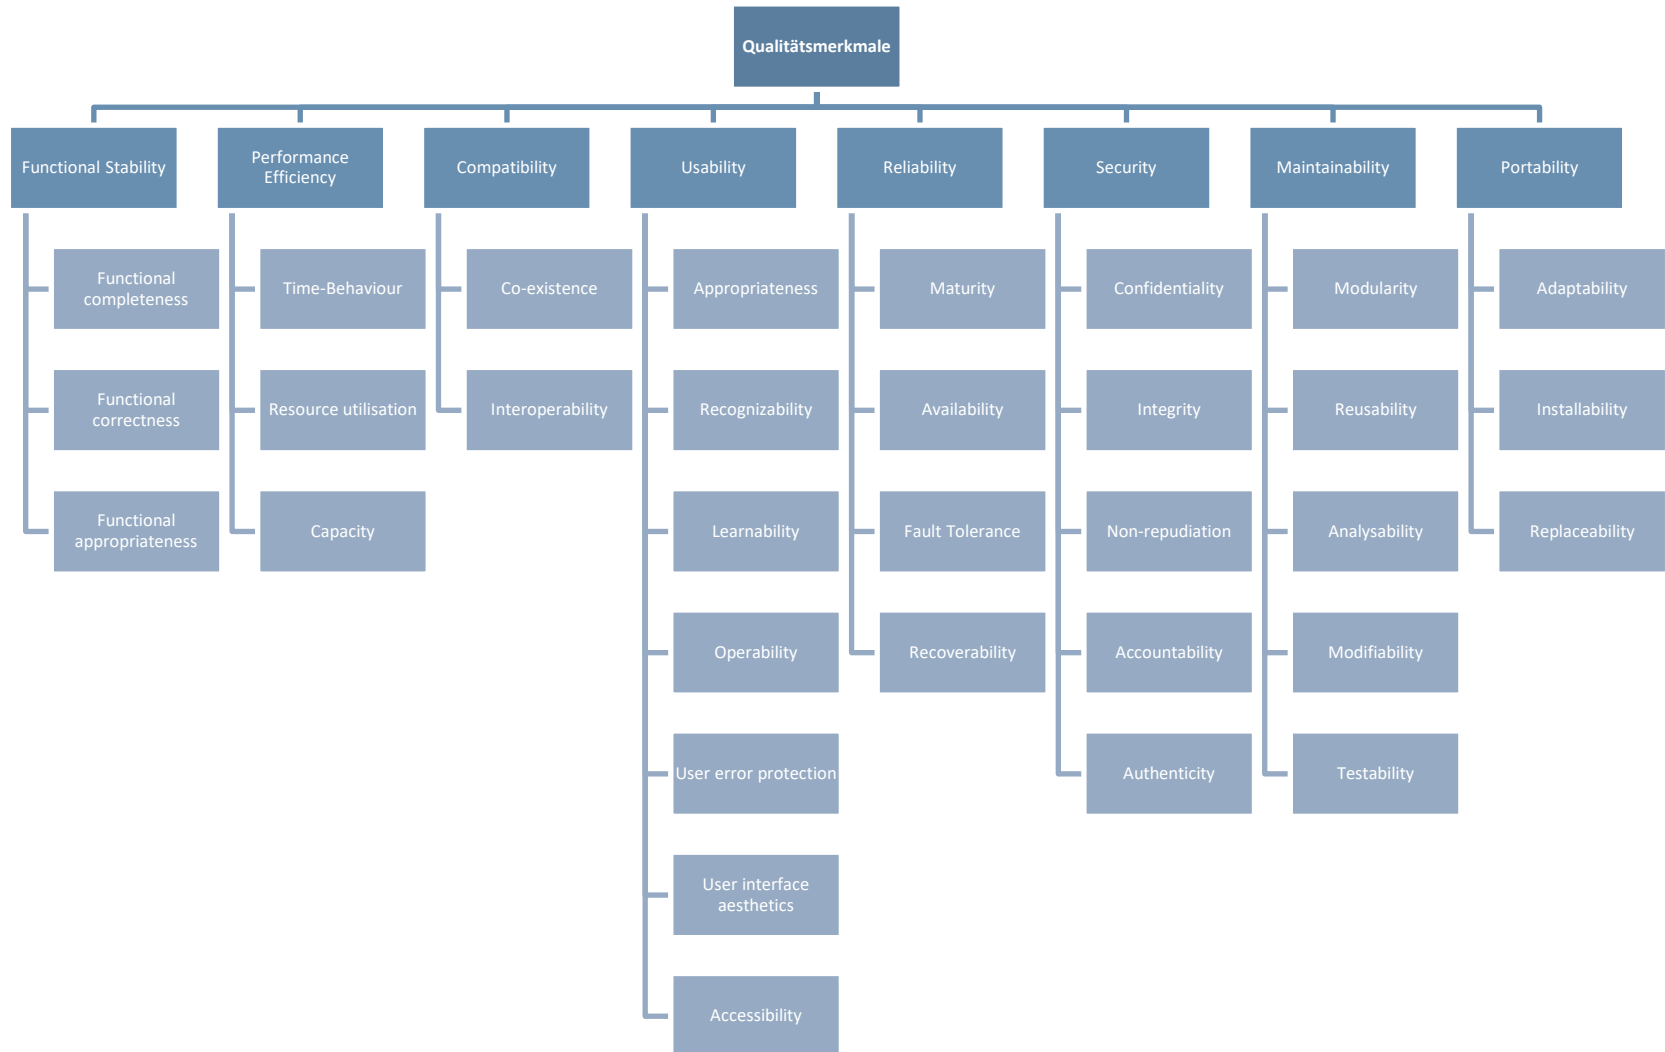 Qualitätsmerkmale
Functional Stability
Functional
completeness
Functional
correctness
Functional
appropriateness
Performance
Efficiency
Time-Behaviour
Resource utilisation
Capacity
Compatibility
Co-existence
Interoperability
Usability
Appropriateness
Recognizability
Learnability
Operability
User error protection
User interface
aesthetics
Accessibility
Reliability
Maturity
Availability
Fault Tolerance
Recoverability
Security
Confidentiality
Integrity
Non-repudiation
Accountability
Authenticity
Maintainability
Modularity
Reusability
Analysability
Modifiability
Testability
Portability
Adaptability
Installability
Replaceability